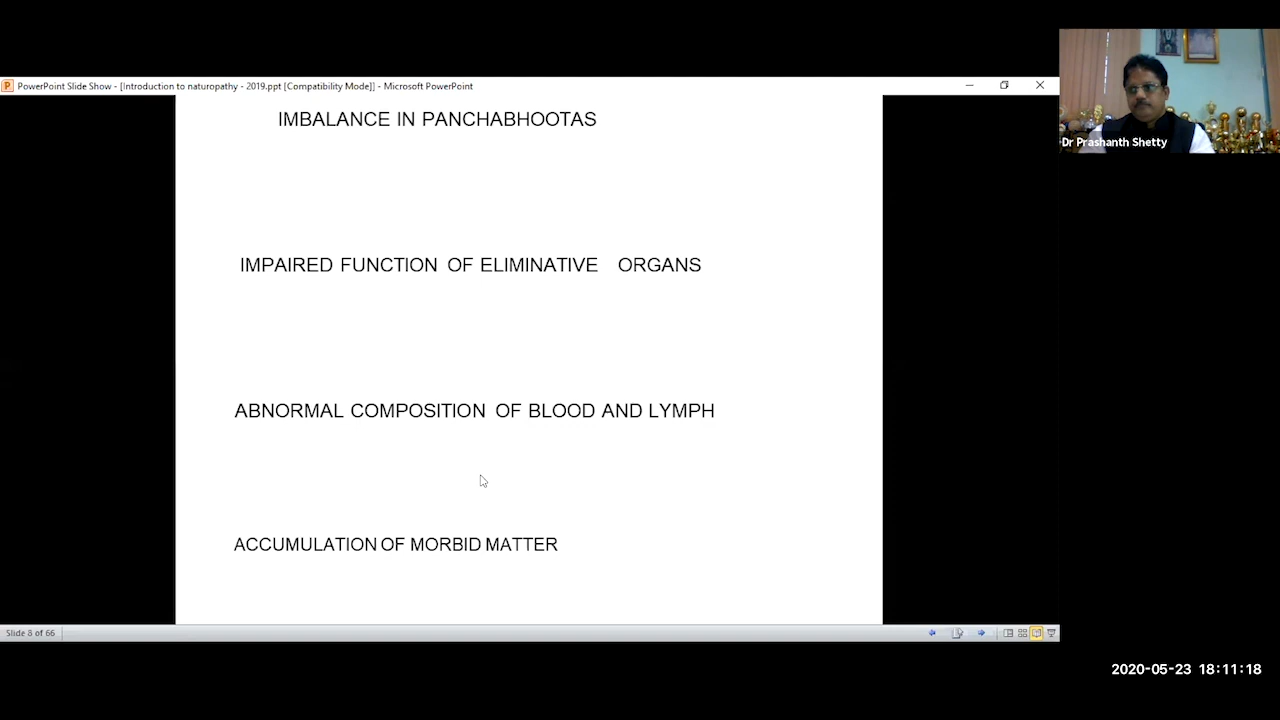 PowerPoint Slide Show - [Introduction to naturopathy - 2019.ppt [Compatibility Mode]] - Microsoft PowerPoint
IMBALANCE IN PANCHABHOOTAS
Dr Prashanth Shetty
IMPAIRED FUNCTION OF ELIMINATIVE ORGANS
ABNORMAL COMPOSITION OF BLOOD AND LYMPH
ACCUMULATION OF MORBID MATTER
Slide 8 of 66
2020-05-23 18:11:18